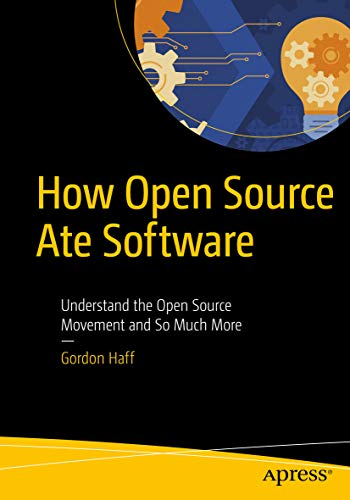 How Open Source
Ate Software
Understand the Open Source
Movement and So Much More
—
Gordon Haff
Apress®